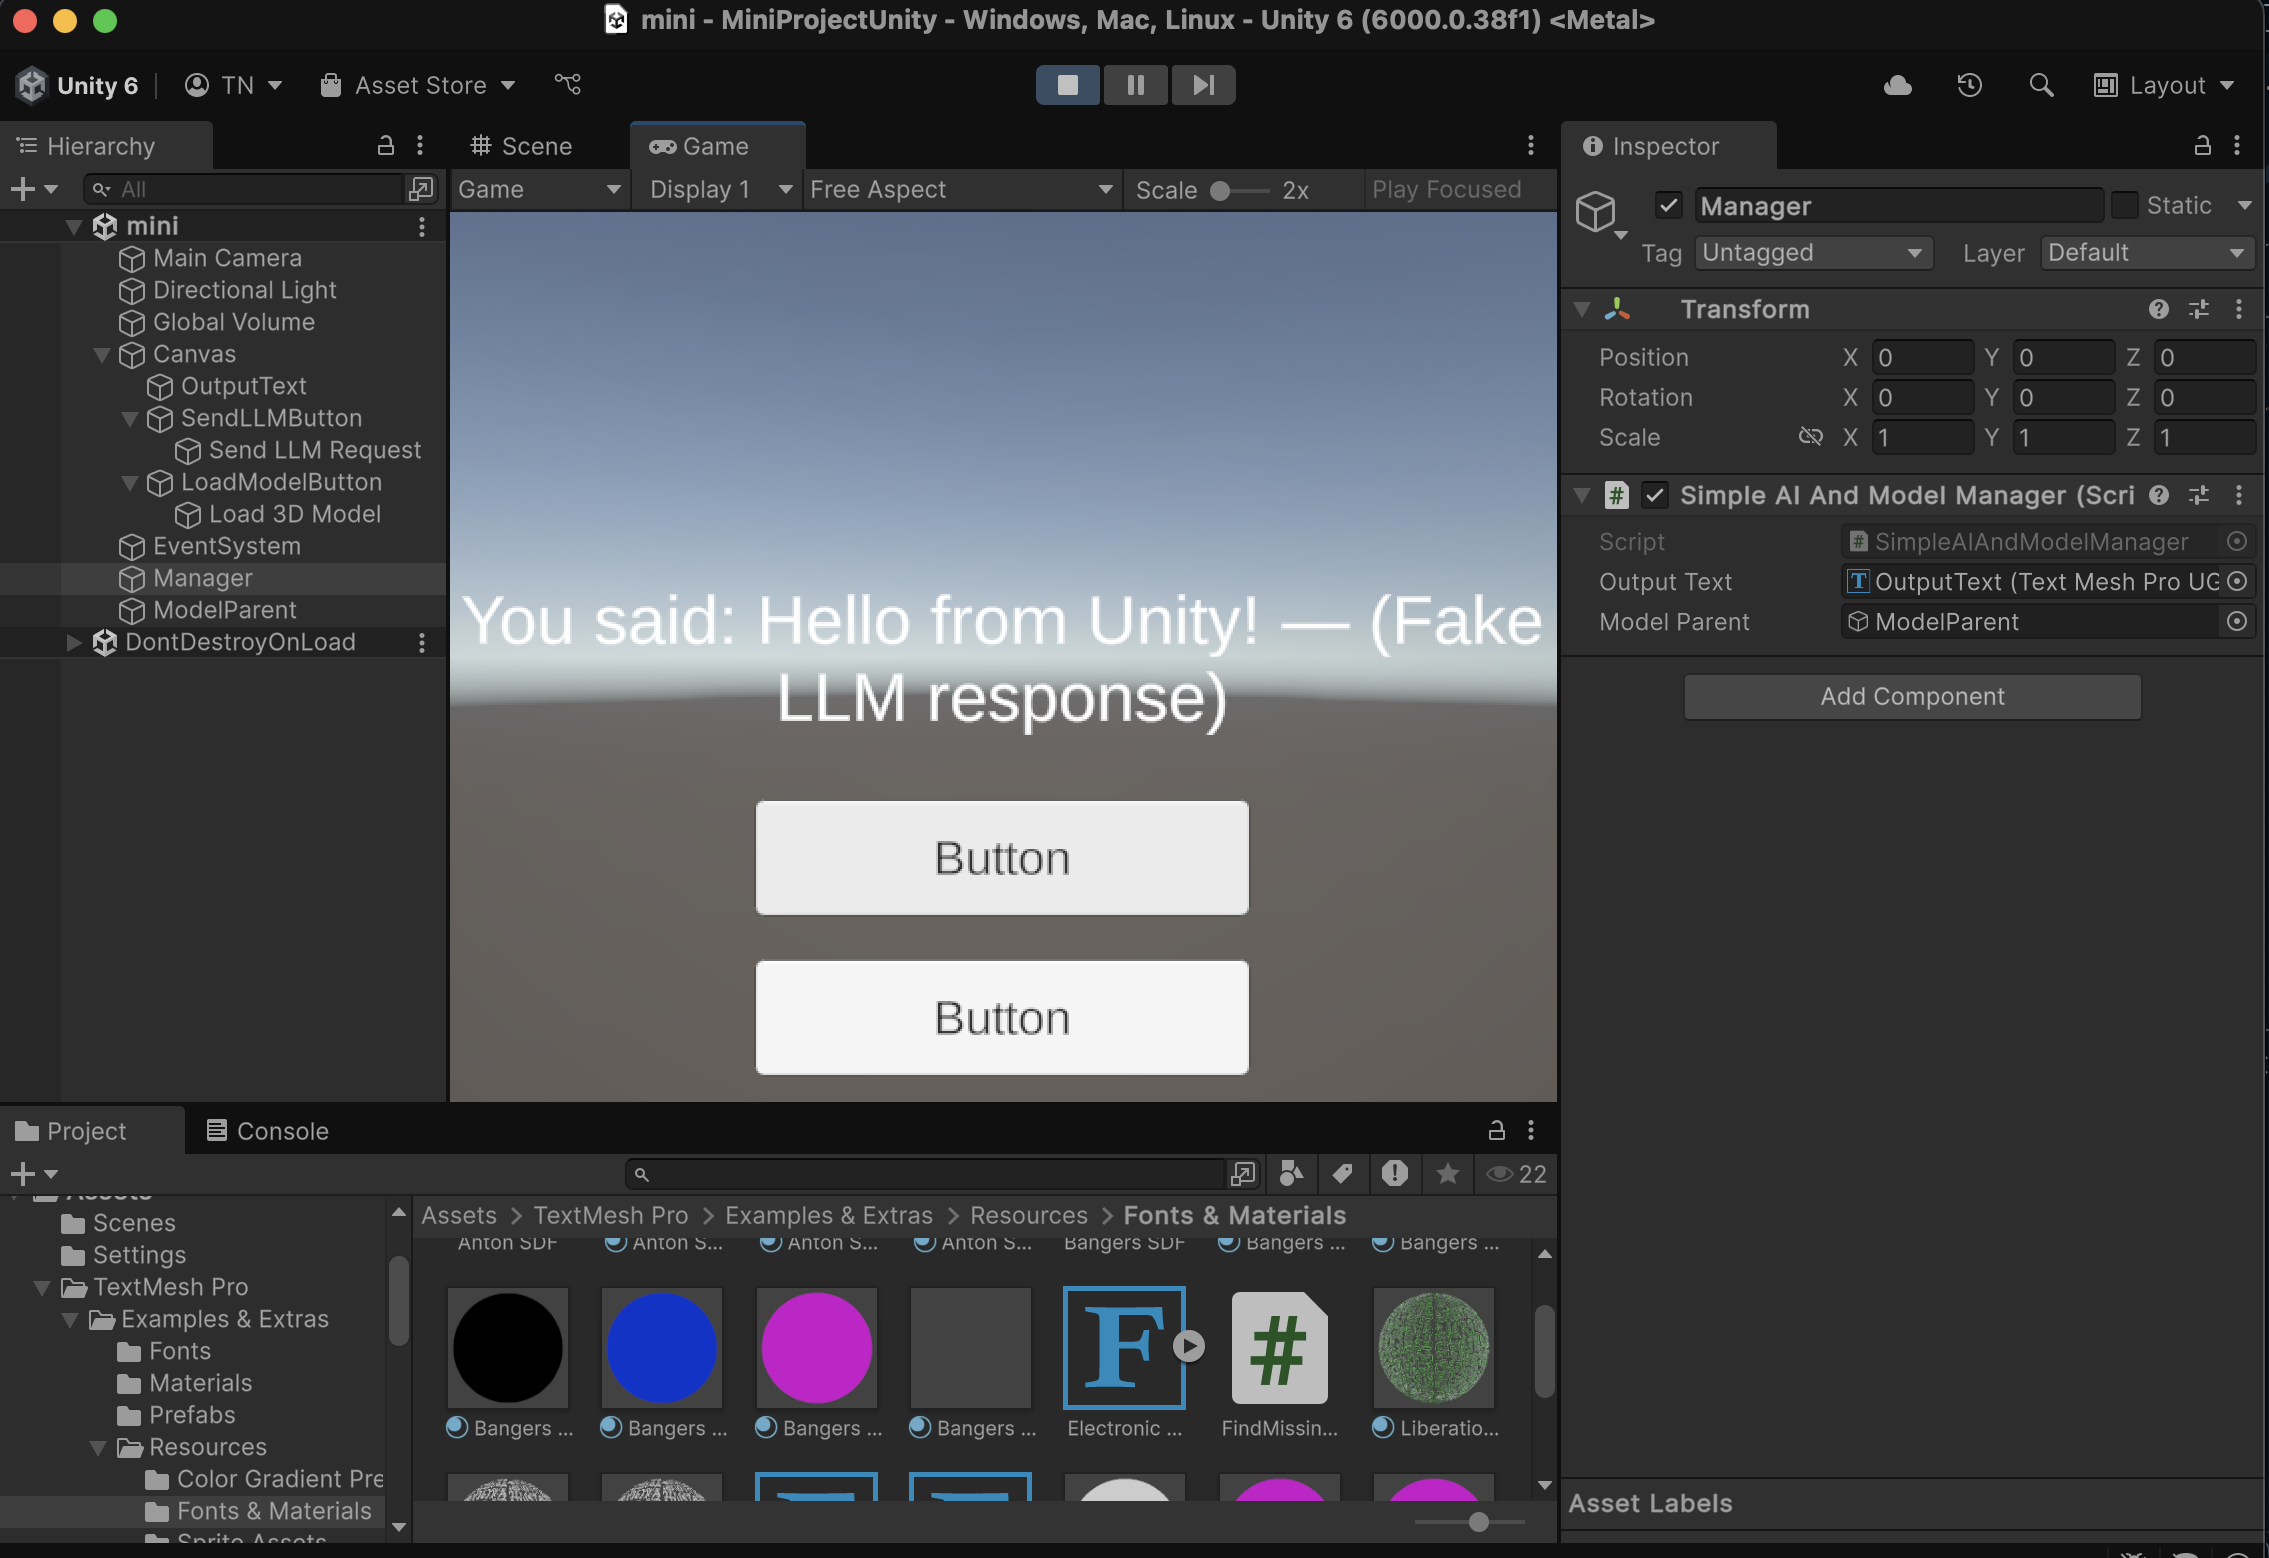 mini - MiniProjectUnity - Windows, Mac, Linux - Unity 6 (6000.0.38f1) <Metal>
Unity 6
TN
Asset Store
Layout
Hierarchy
All
mini
Main Camera
Directional Light
Global Volume
Canvas
OutputText
SendLLMButton
Send LLM Request
LoadModelButton
Load 3D Model
EventSystem
Manager
ModelParent
DontDestroyOnLoad
Scene
Game
Game
Display 1
Free Aspect
Scale
2x
Play Focused
You said: Hello from Unity! — (Fake
LLM response)
Button
Button
Inspector
Manager
Static
Tag
Untagged
Layer
Default
Transform
Position X 0 Y 0 Z 0
Rotation X 0 Y 0 Z 0
Scale X 1 Y 1 Z 1
# Simple AI And Model Manager (Scri
Script # SimpleAIAndModelManager
Output Text T OutputText (Text Mesh Pro UG
Model Parent ModelParent
Add Component
Asset Labels
Project
Console
22
Assets
Scenes
Settings
TextMesh Pro
Examples & Extras
Fonts
Materials
Prefabs
Resources
Color Gradient Pre
Fonts & Materials
Sprite Assets
Assets > TextMesh Pro > Examples & Extras > Resources > Fonts & Materials
Anton SDF
Anton S...
Anton S...
Anton S...
Bangers SDF
Bangers ...
Bangers ...
F
#
Bangers ...
Bangers ...
Bangers ...
Bangers ...
Electronic ...
FindMissin...
Liberatio...